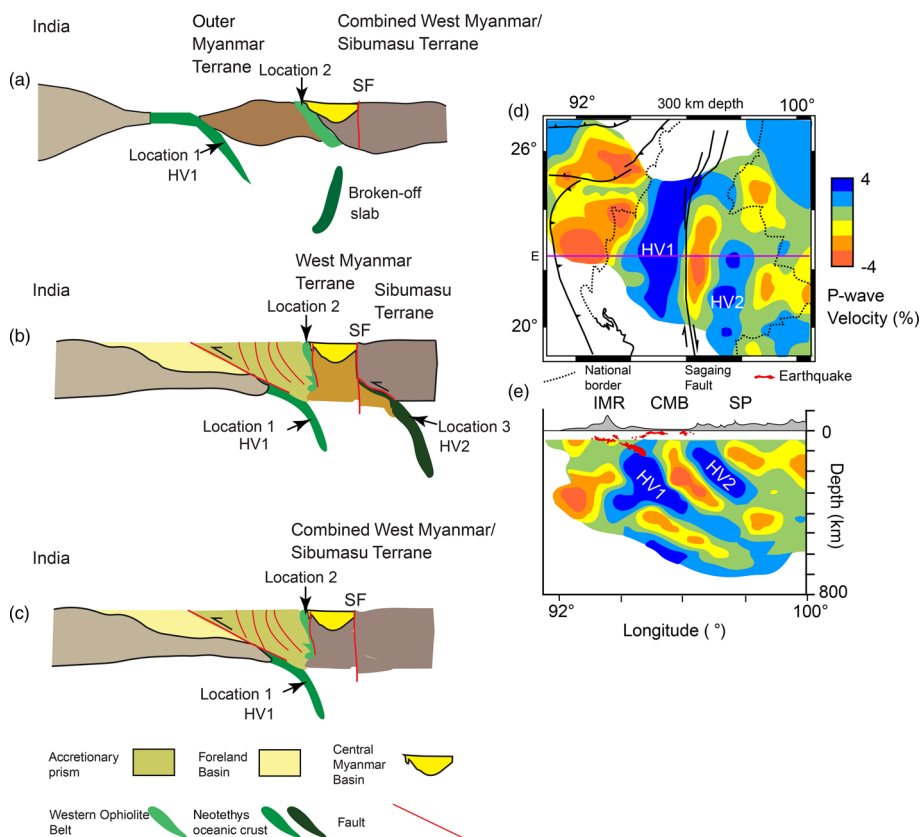 India
Outer
Myanmar
Terrane
Combined West Myanmar/
Sibumasu Terrane
(a)
Location 2
SF
Location 1
HV1
Broken-off
slab
India
West Myanmar
Terrane
Sibumasu
Terrane
(b)
Location 2
SF
Location 1
HV1
Location 3
HV2
India
Combined West Myanmar/
Sibumasu Terrane
(c)
Location 2
SF
Location 1
HV1
Accretionary
prism
Foreland
Basin
Central
Myanmar
Basin
Western Ophiolite
Belt
Neotethys
oceanic crust
Fault
(d)
92°
300 km depth
100°
26°
E
20°
HV1
HV2
4
-4
P-wave
Velocity (%)
National
border
Sagaing
Fault
Earthquake
(e)
IMR
CMB
SP
HV1
HV2
0
Depth (km)
800
92°
100°
Longitude ( °)